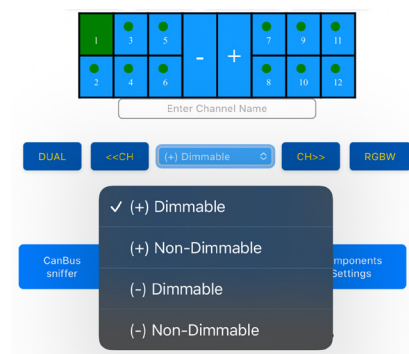 1 3 5 - + 7 9 11
2 4 6 8 10 12
Enter Channel Name
DUAL <<CH (+) Dimmable CH>> RGBW
✓ (+) Dimmable
(+) Non-Dimmable
(-) Dimmable
(-) Non-Dimmable
CanBus
sniffer
mponents
Settings